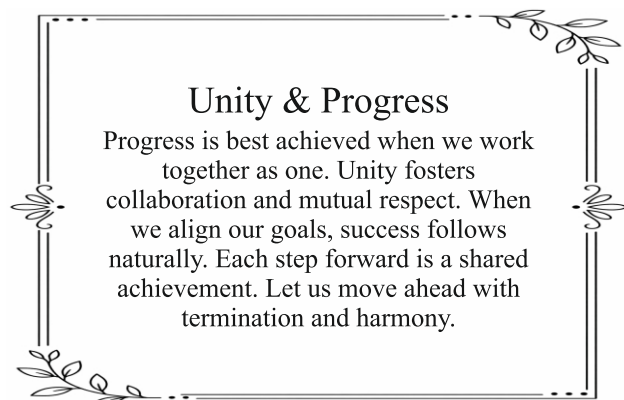 Unity & Progress
Progress is best achieved when we work
together as one. Unity fosters
collaboration and mutual respect. When
we align our goals, success follows
naturally. Each step forward is a shared
achievement. Let us move ahead with
termination and harmony.